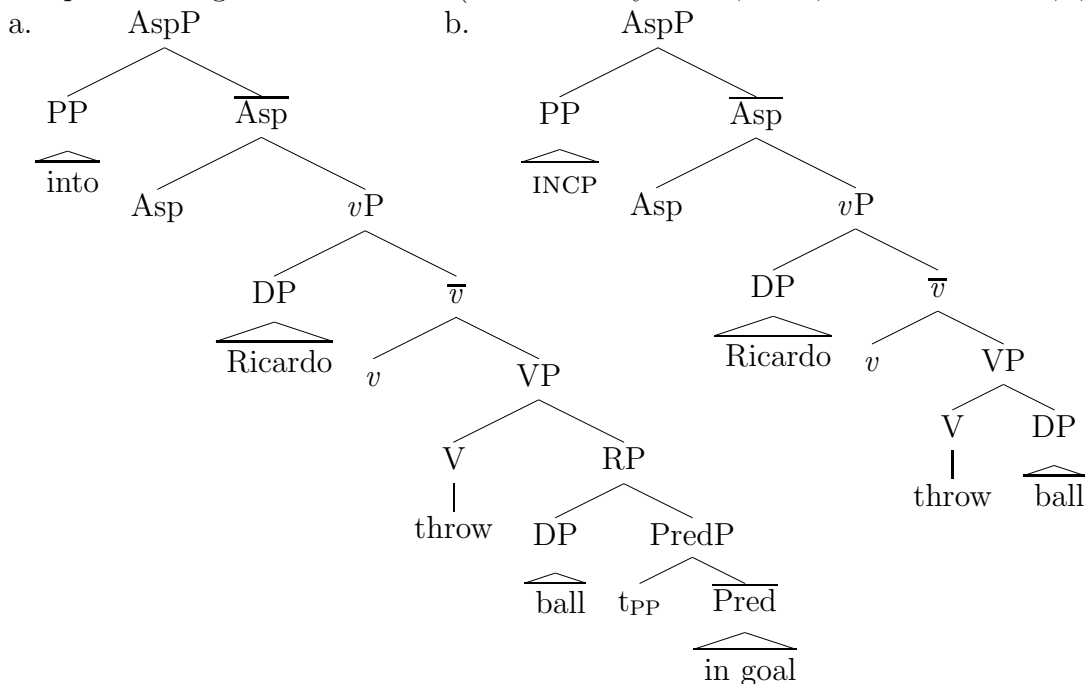 a. AspP b. AspP
PP Asp PP Asp
into Asp vP INCP Asp vP
DP v DP v
Ricardo v VP Ricardo v VP
V RP V DP
throw DP PredP throw ball
ball tPP Pred
in goal